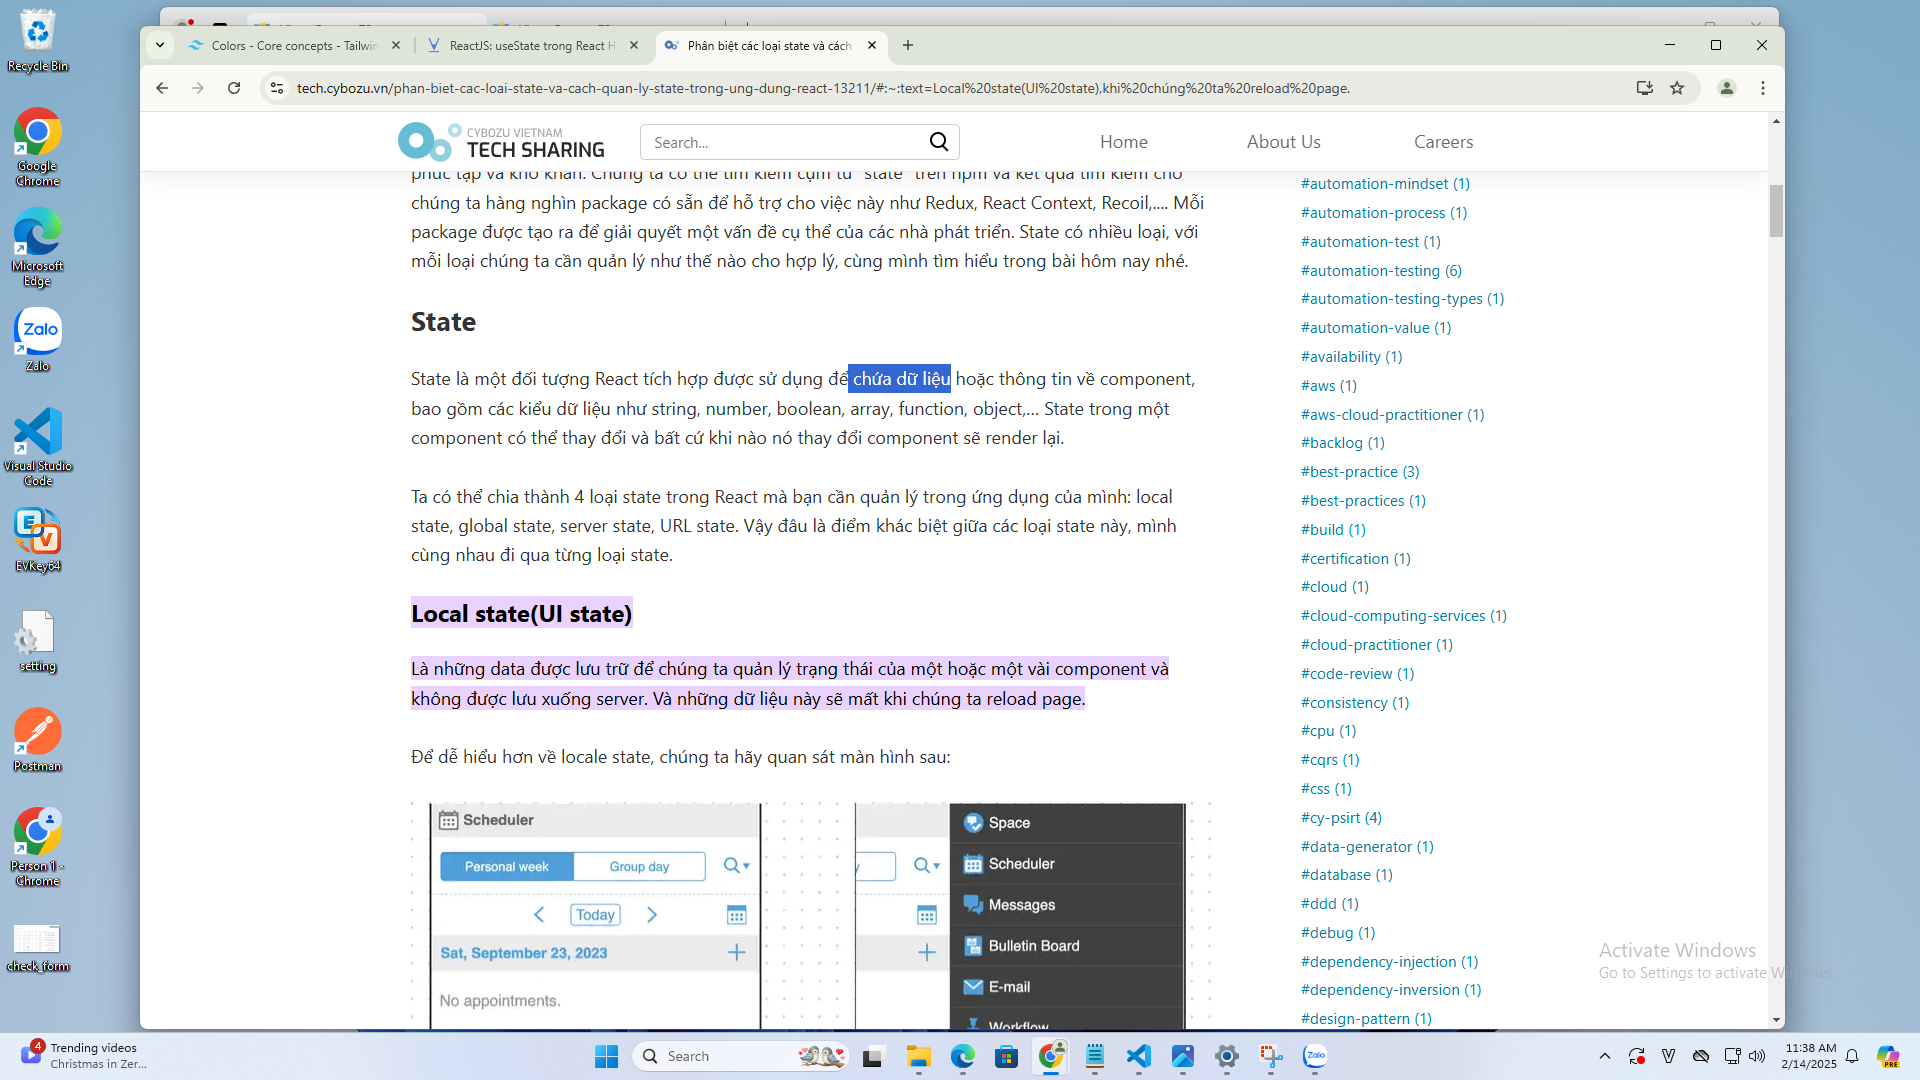 Recycle Bin
Google
Chrome
Microsoft
Edge
Zalo
Zalo
Visual Studio
Code
EVKey64
setting
Postman
Person 1 -
Chrome
check_form
Colors - Core concepts - Tailwin
ReactJS: useState trong React H
Phân biệt các loại state và cách
tech.cybozu.vn/phan-biet-cac-loai-state-va-cach-quan-ly-state-trong-ung-dung-react-13211/#:~:text=Local%20state(UI%20state),khi%20chúng%20ta%20reload%20page.
CYBOZU VIETNAM
TECH SHARING
Search...
Home
About Us
Careers
phức tạp và khó khăn. Chúng ta có thể tìm kiếm cụm từ "state" trên npm và kết quả tìm kiếm cho
chúng ta hàng nghìn package có sẵn để hỗ trợ cho việc này như Redux, React Context, Recoil,.... Mỗi
package được tạo ra để giải quyết một vấn đề cụ thể của các nhà phát triển. State có nhiều loại, với
mỗi loại chúng ta cần quản lý như thế nào cho hợp lý, cùng mình tìm hiểu trong bài hôm nay nhé.
State
State là một đối tượng React tích hợp được sử dụng để chứa dữ liệu hoặc thông tin về component,
bao gồm các kiểu dữ liệu như string, number, boolean, array, function, object,... State trong một
component có thể thay đổi và bất cứ khi nào nó thay đổi component sẽ render lại.
Ta có thể chia thành 4 loại state trong React mà bạn cần quản lý trong ứng dụng của mình: local
state, global state, server state, URL state. Vậy đâu là điểm khác biệt giữa các loại state này, mình
cùng nhau đi qua từng loại state.
Local state(UI state)
Là những data được lưu trữ để chúng ta quản lý trạng thái của một hoặc một vài component và
không được lưu xuống server. Và những dữ liệu này sẽ mất khi chúng ta reload page.
Để dễ hiểu hơn về locale state, chúng ta hãy quan sát màn hình sau:
Scheduler
Personal week
Group day
Today
Sat, September 23, 2023
No appointments.
Space
Scheduler
Messages
Bulletin Board
E-mail
Workflow
#automation-mindset (1)
#automation-process (1)
#automation-test (1)
#automation-testing (6)
#automation-testing-types (1)
#automation-value (1)
#availability (1)
#aws (1)
#aws-cloud-practitioner (1)
#backlog (1)
#best-practice (3)
#best-practices (1)
#build (1)
#certification (1)
#cloud (1)
#cloud-computing-services (1)
#cloud-practitioner (1)
#code-review (1)
#consistency (1)
#cpu (1)
#cqrs (1)
#css (1)
#cy-psirt (4)
#data-generator (1)
#database (1)
#ddd (1)
#debug (1)
#dependency-injection (1)
#dependency-inversion (1)
#design-pattern (1)
Activate Windows
Go to Settings to activate Windows.
4
Trending videos
Christmas in Zer...
Search
Zalo
V
PRE
11:38 AM
2/14/2025